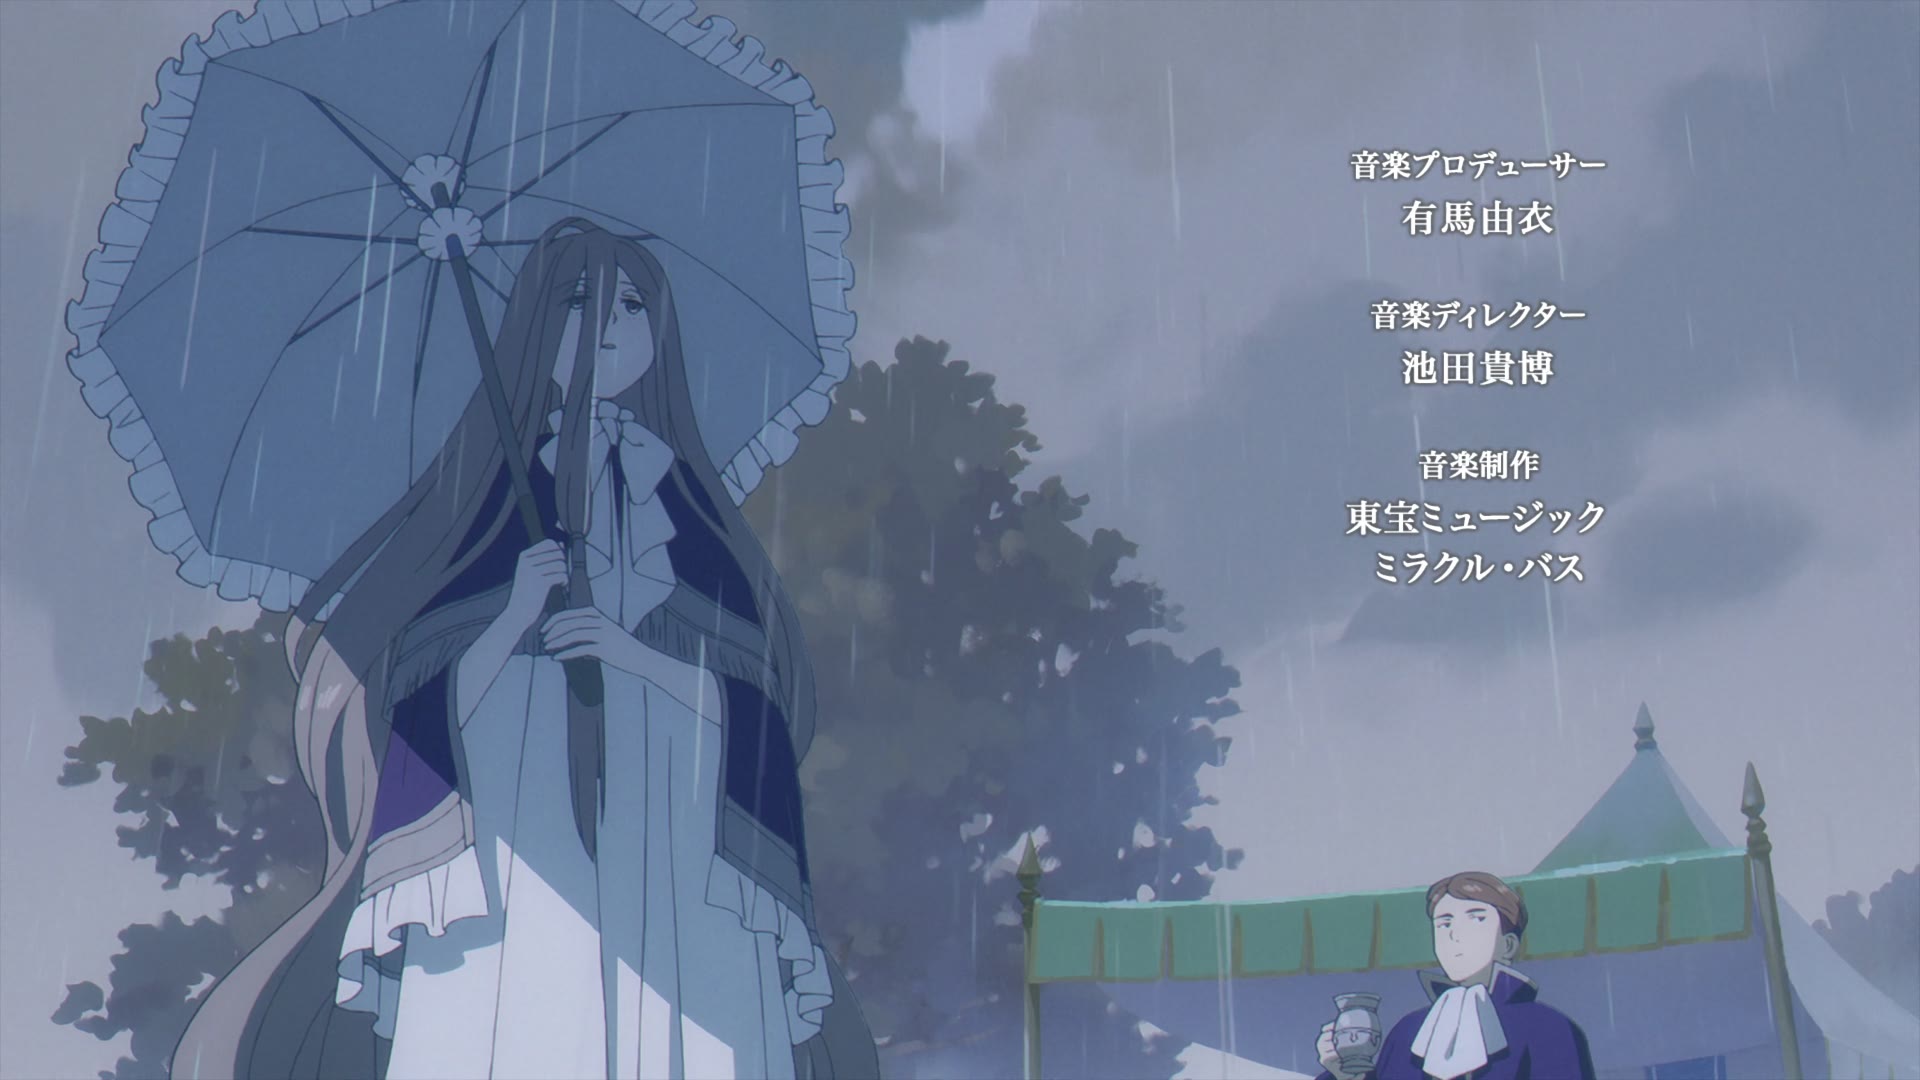 音楽プロデューサー
有馬由衣
音楽ディレクター
池田貴博
音楽制作
東宝ミュージック
ミラクル・バス